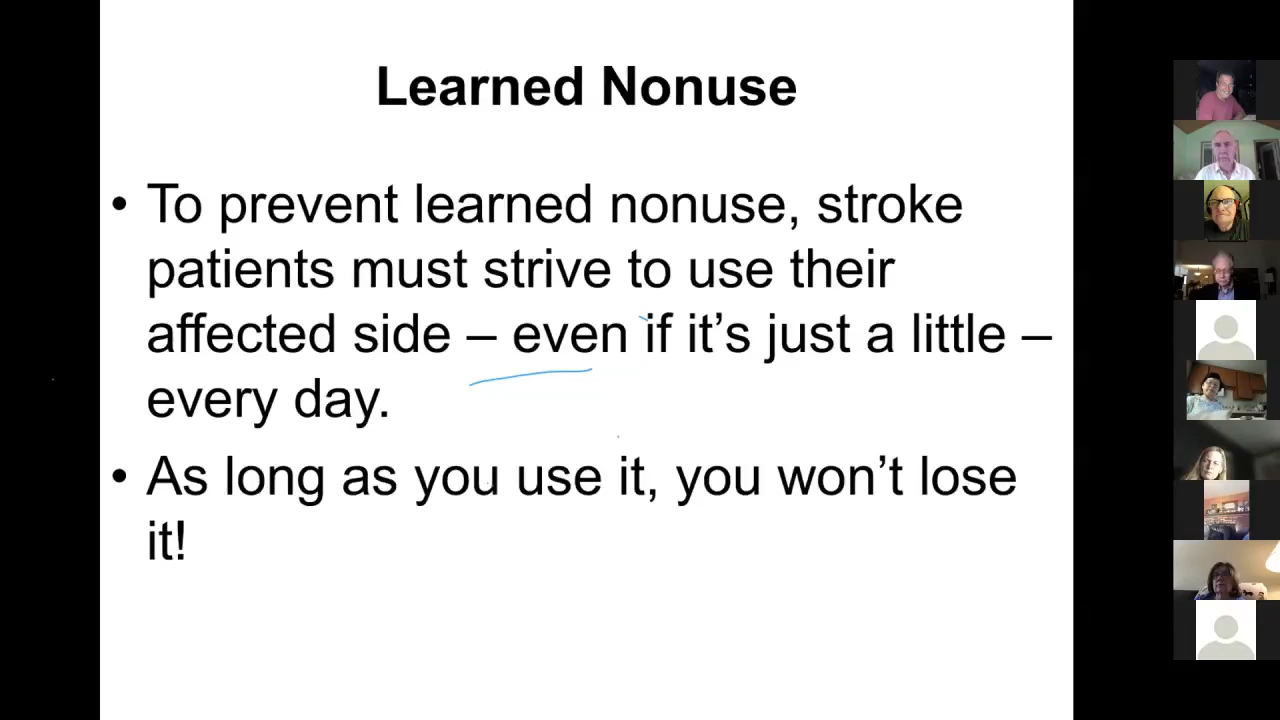 Learned Nonuse
• To prevent learned nonuse, stroke
patients must strive to use their
affected side – even if it’s just a little –
every day.
• As long as you use it, you won’t lose
it!